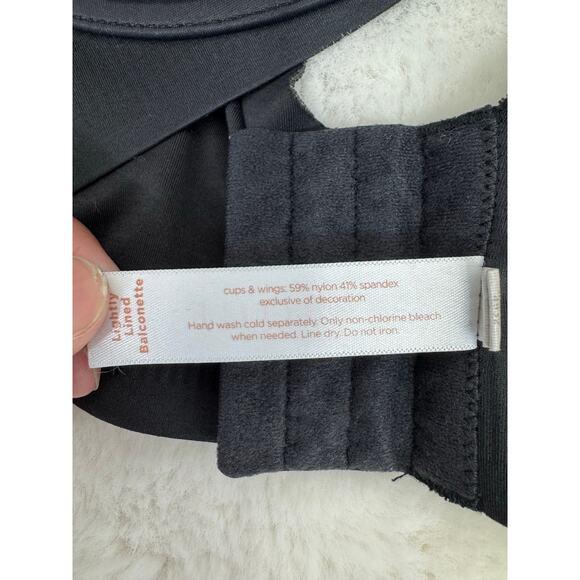 Lightly
Lined
Balconette
cups & wings: 59% nylon 41% spandex
exclusive of decoration
Hand wash cold separately. Only non-chlorine bleach
when needed. Line dry. Do not iron.